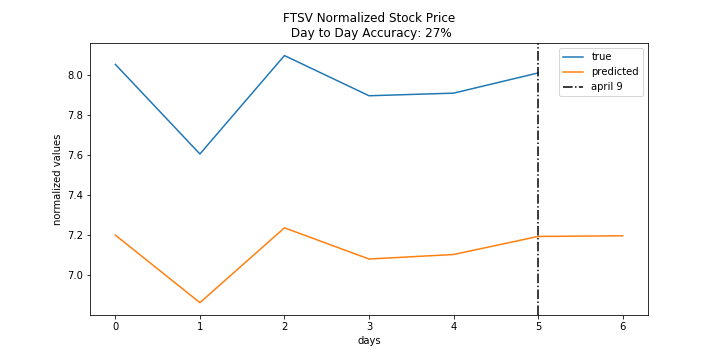 FTSV Normalized Stock Price
Day to Day Accuracy: 27%
true
predicted
april 9
normalized values
8.0
7.8
7.6
7.4
7.2
7.0
0 1 2 3 4 5 6
days